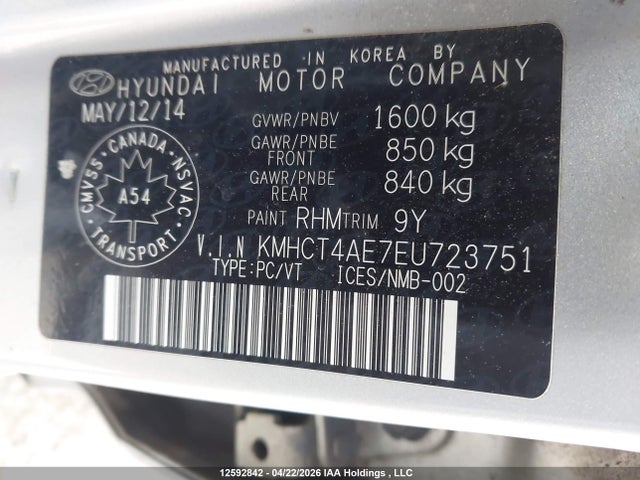 MANUFACTURED IN KOREA BY
HYUNDAI MOTOR COMPANY
MAY/12/14
GVWR/PNBV 1600 kg
GAWR/PNBE FRONT 850 kg
GAWR/PNBE REAR 840 kg
PAINT RHM TRIM 9Y
CANADA
CMVSS NSVAC
A54
TRANSPORT
V.I.N KMHCT4AE7EU723751
TYPE:PC/VT ICES/NMB-002
12592842 - 04/22/2026 IAA Holdings , LLC